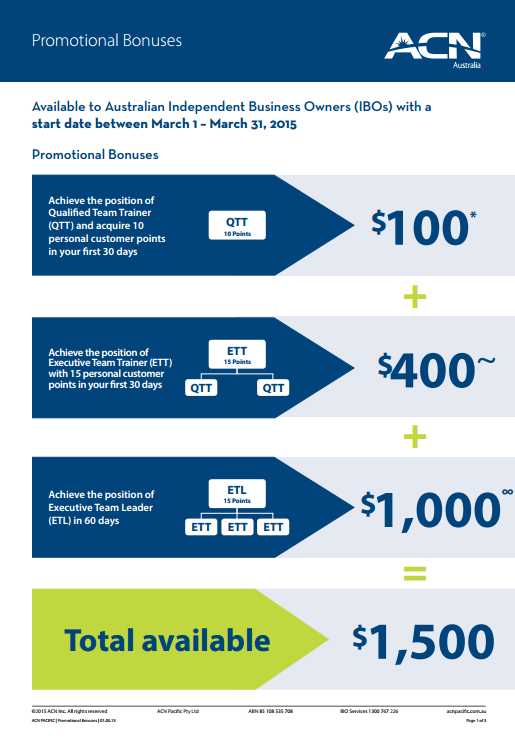 Promotional Bonuses
ACN®
Australia
Available to Australian Independent Business Owners (IBOs) with a
start date between March 1 – March 31, 2015
Promotional Bonuses
Achieve the position of
Qualified Team Trainer
(QTT) and acquire 10
personal customer points
in your first 30 days
QTT
10 Points
$100*
+
Achieve the position of
Executive Team Trainer (ETT)
with 15 personal customer
points in your first 30 days
ETT
15 Points
QTT QTT
$400~
+
Achieve the position of
Executive Team Leader
(ETL) in 60 days
ETL
15 Points
ETT ETT ETT
$1,000∞
=
Total available
$1,500
©2015 ACN Inc. All rights reserved ACN Pacific Pty Ltd ABN 85 108 535 708 IBO Services 1300 767 226 acnpacific.com.au
ACN PACIFIC | Promotional Bonuses | 01.03.15 Page 1 of 5